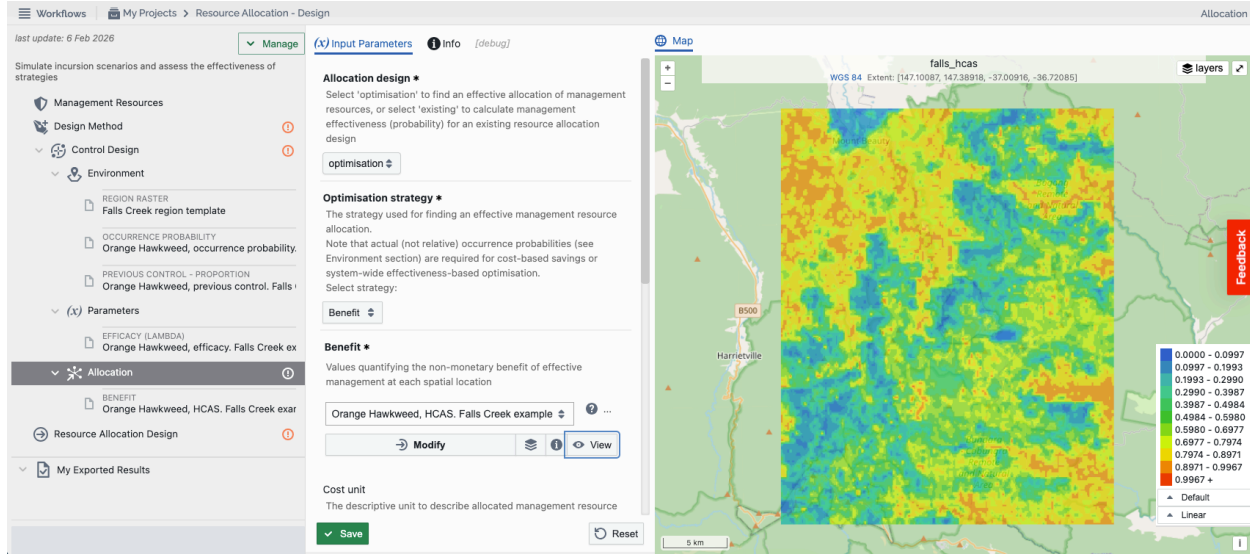 Workflows
My Projects > Resource Allocation - Design
Allocation
last update: 6 Feb 2026
Manage
Simulate incursion scenarios and assess the effectiveness of
strategies
Management Resources
Design Method
Control Design
Environment
REGION RASTER
Falls Creek region template
OCCURRENCE PROBABILITY
Orange Hawkweed, occurrence probability.
PREVIOUS CONTROL - PROPORTION
Orange Hawkweed, previous control. Falls
(x) Parameters
EFFICACY (LAMBDA)
Orange Hawkweed, efficacy. Falls Creek ex
Allocation
BENEFIT
Orange Hawkweed, HCAS. Falls Creek exar
Resource Allocation Design
My Exported Results
(x) Input Parameters
Info
[debug]
Allocation design *
Select 'optimisation' to find an effective allocation of management
resources, or select 'existing' to calculate management
effectiveness (probability) for an existing resource allocation
design
optimisation
Optimisation strategy *
The strategy used for finding an effective management resource
allocation.
Note that actual (not relative) occurrence probabilities (see
Environment section) are required for cost-based savings or
system-wide effectiveness-based optimisation.
Select strategy:
Benefit
Benefit *
Values quantifying the non-monetary benefit of effective
management at each spatial location
Orange Hawkweed, HCAS. Falls Creek example
? ...
Modify
View
Cost unit
The descriptive unit to describe allocated management resource
Save
Reset
Map
+
−
falls_hcas
WGS 84 Extent: [147.10087, 147.38918, -37.00916, -36.72085]
layers
Mount Beauty
B500
Harrietville
Feedback
0.0000 - 0.0997
0.0997 - 0.1993
0.1993 - 0.2990
0.2990 - 0.3987
0.3987 - 0.4984
0.4984 - 0.5980
0.5980 - 0.6977
0.6977 - 0.7974
0.7974 - 0.8971
0.8971 - 0.9967
0.9967 +
Default
Linear
5 km
i